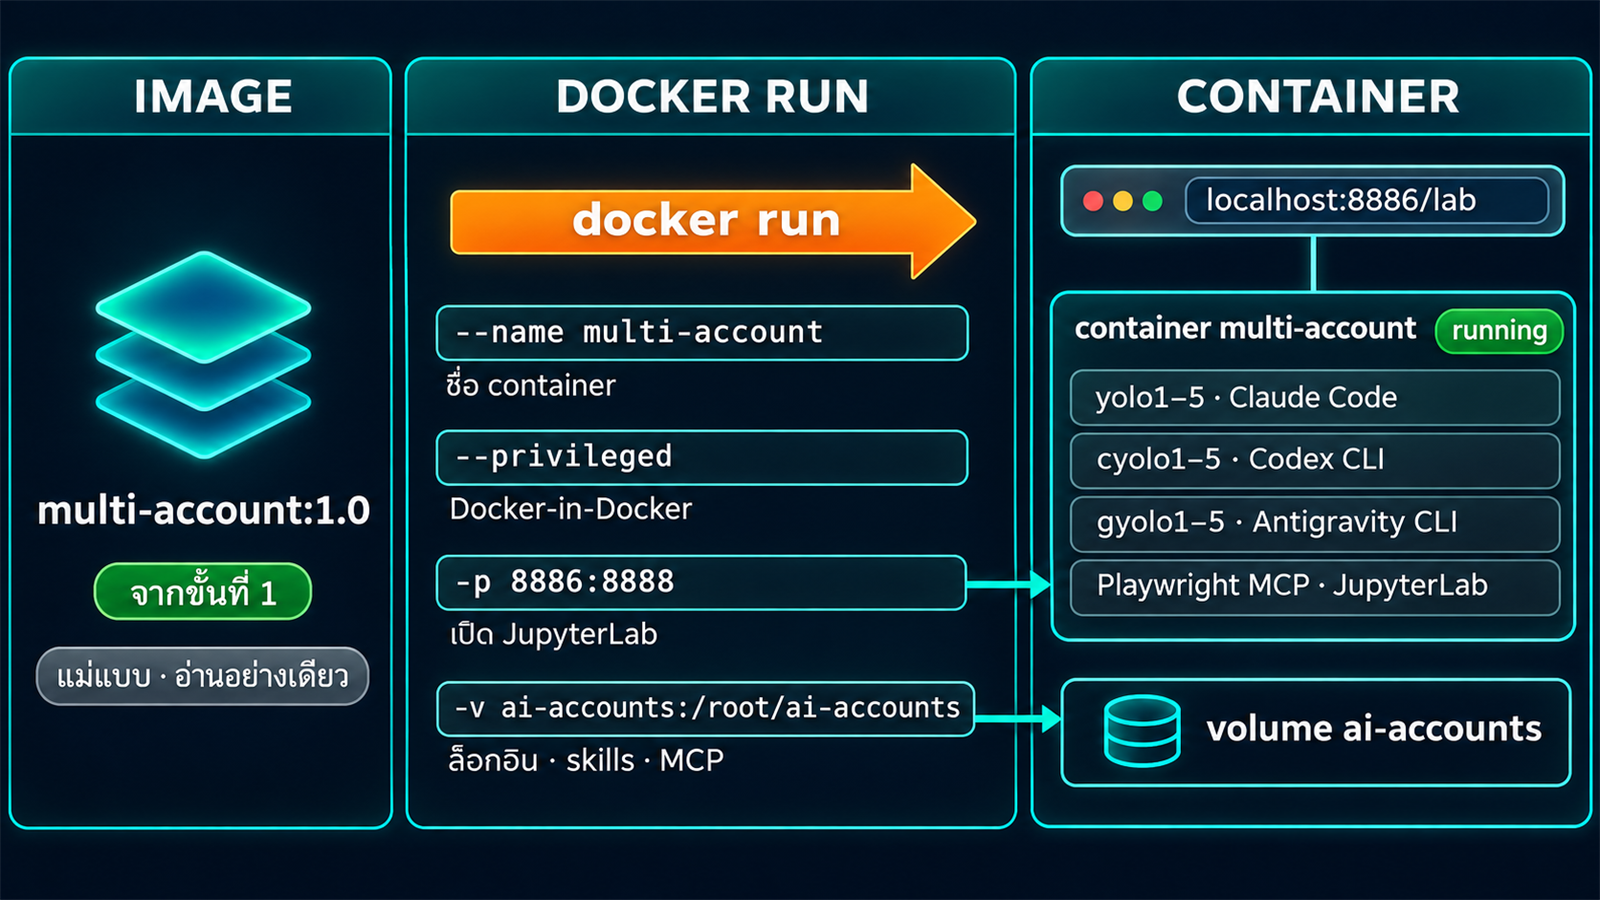 IMAGE
multi-account:1.0
จากขั้นที่ 1
แม่แบบ · อ่านอย่างเดียว
DOCKER RUN
docker run
--name multi-account
ชื่อ container
--privileged
Docker-in-Docker
-p 8886:8888
เปิด JupyterLab
-v ai-accounts:/root/ai-accounts
ล็อกอิน · skills · MCP
CONTAINER
localhost:8886/lab
container multi-account
running
yolo1–5 · Claude Code
cyolo1–5 · Codex CLI
gyolo1–5 · Antigravity CLI
Playwright MCP · JupyterLab
volume ai-accounts